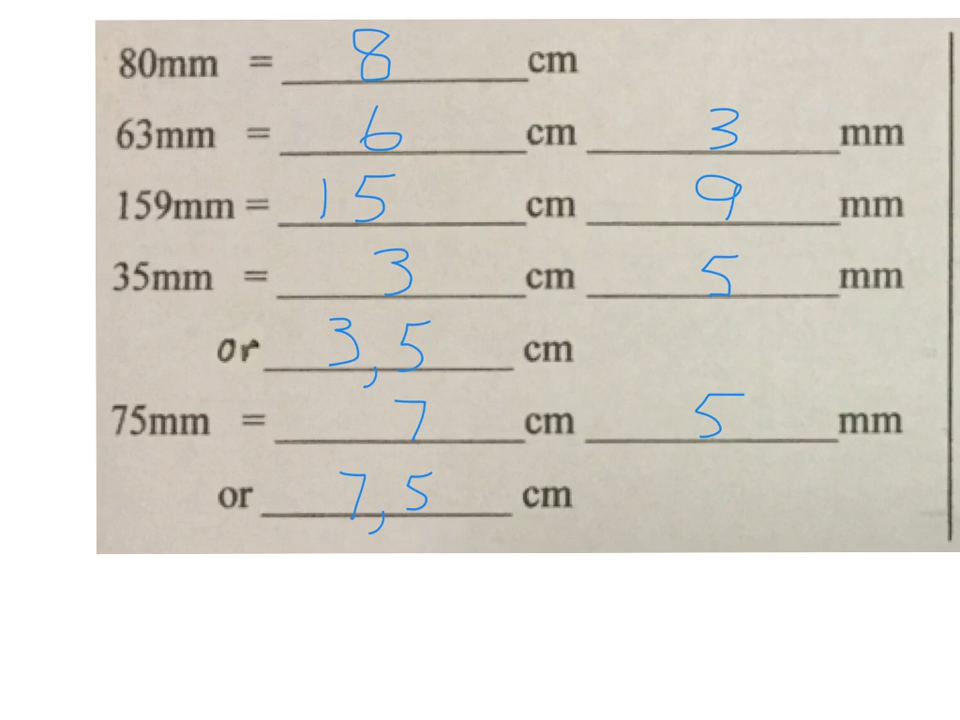 80mm = 8 cm
63mm = 6 cm 3 mm
159mm = 15 cm 9 mm
35mm = 3 cm 5 mm
or 3,5 cm
75mm = 7 cm 5 mm
or 7,5 cm